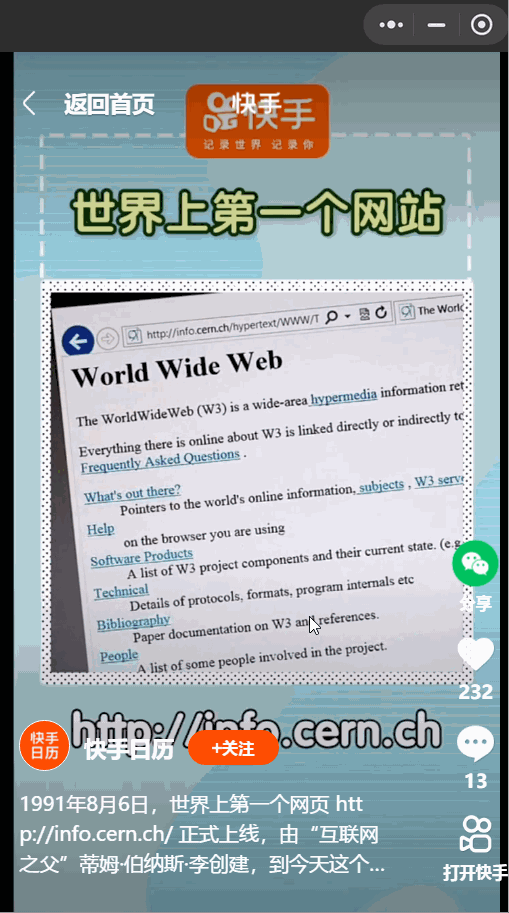 返回首页
快手
快手
记录世界 记录你
世界上第一个网站
http://info.cern.ch/hypertext/WWW/T
The Worl
World Wide Web
The WorldWideWeb (W3) is a wide-area hypermedia information ret
Everything there is online about W3 is linked directly or indirectly to
Frequently Asked Questions .
What's out there?
Pointers to the world's online information, subjects , W3 serve
Help
on the browser you are using
Software Products
A list of W3 project components and their current state. (e.g.
Technical
Details of protocols, formats, program internals etc
Bibliography
Paper documentation on W3 and references.
People
A list of some people involved in the project.
分享
232
http://info.cern.ch
快手
日历
快手日历
+关注
13
1991年8月6日，世界上第一个网页 htt
p://info.cern.ch/ 正式上线，由“互联网
之父”蒂姆·伯纳斯·李创建，到今天这个...
打开快手